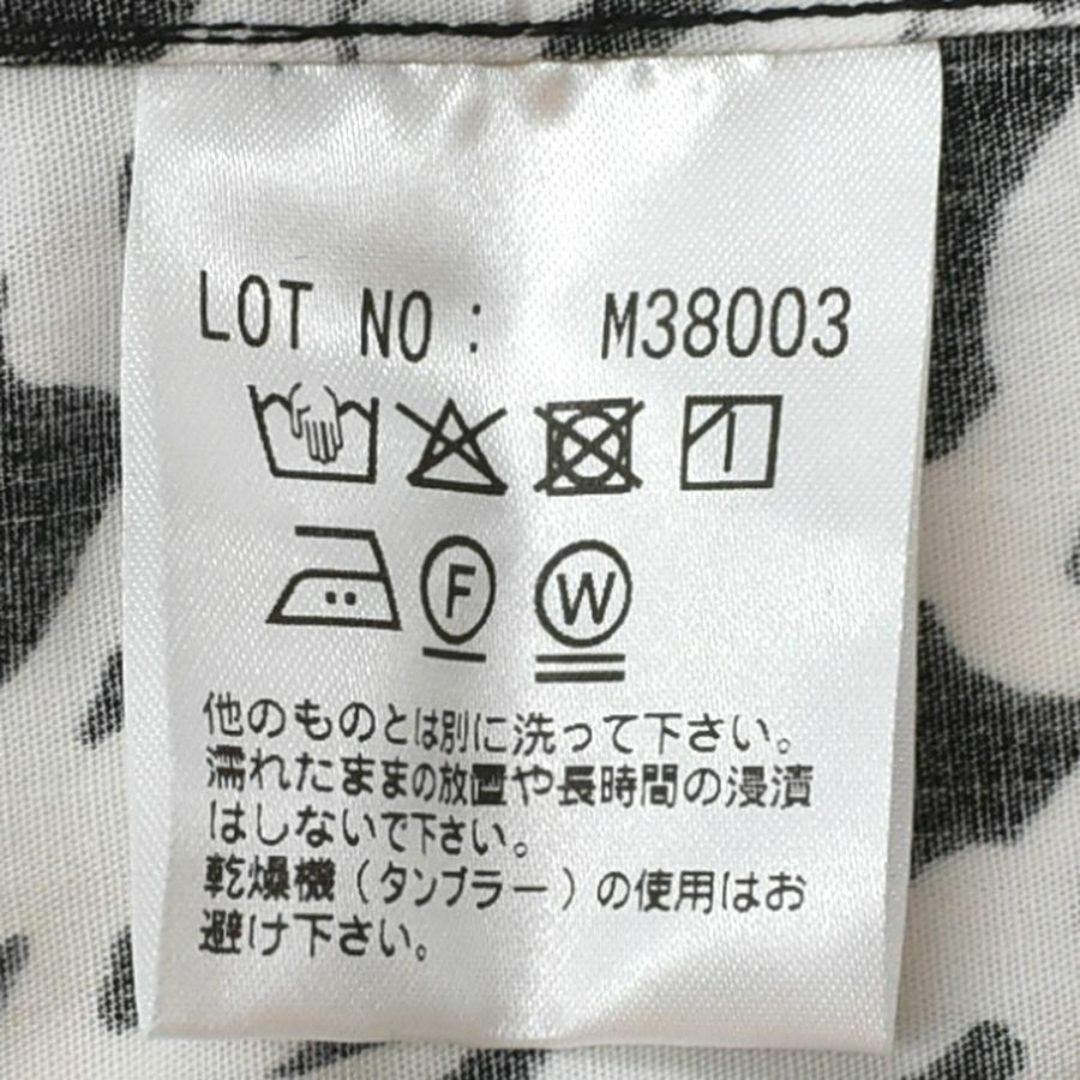 LOT NO: M38003
F W
他のものとは別に洗って下さい。
濡れたままの放置や長時間の浸漬
はしないで下さい。
乾燥機(タンブラー)の使用はお
避け下さい。